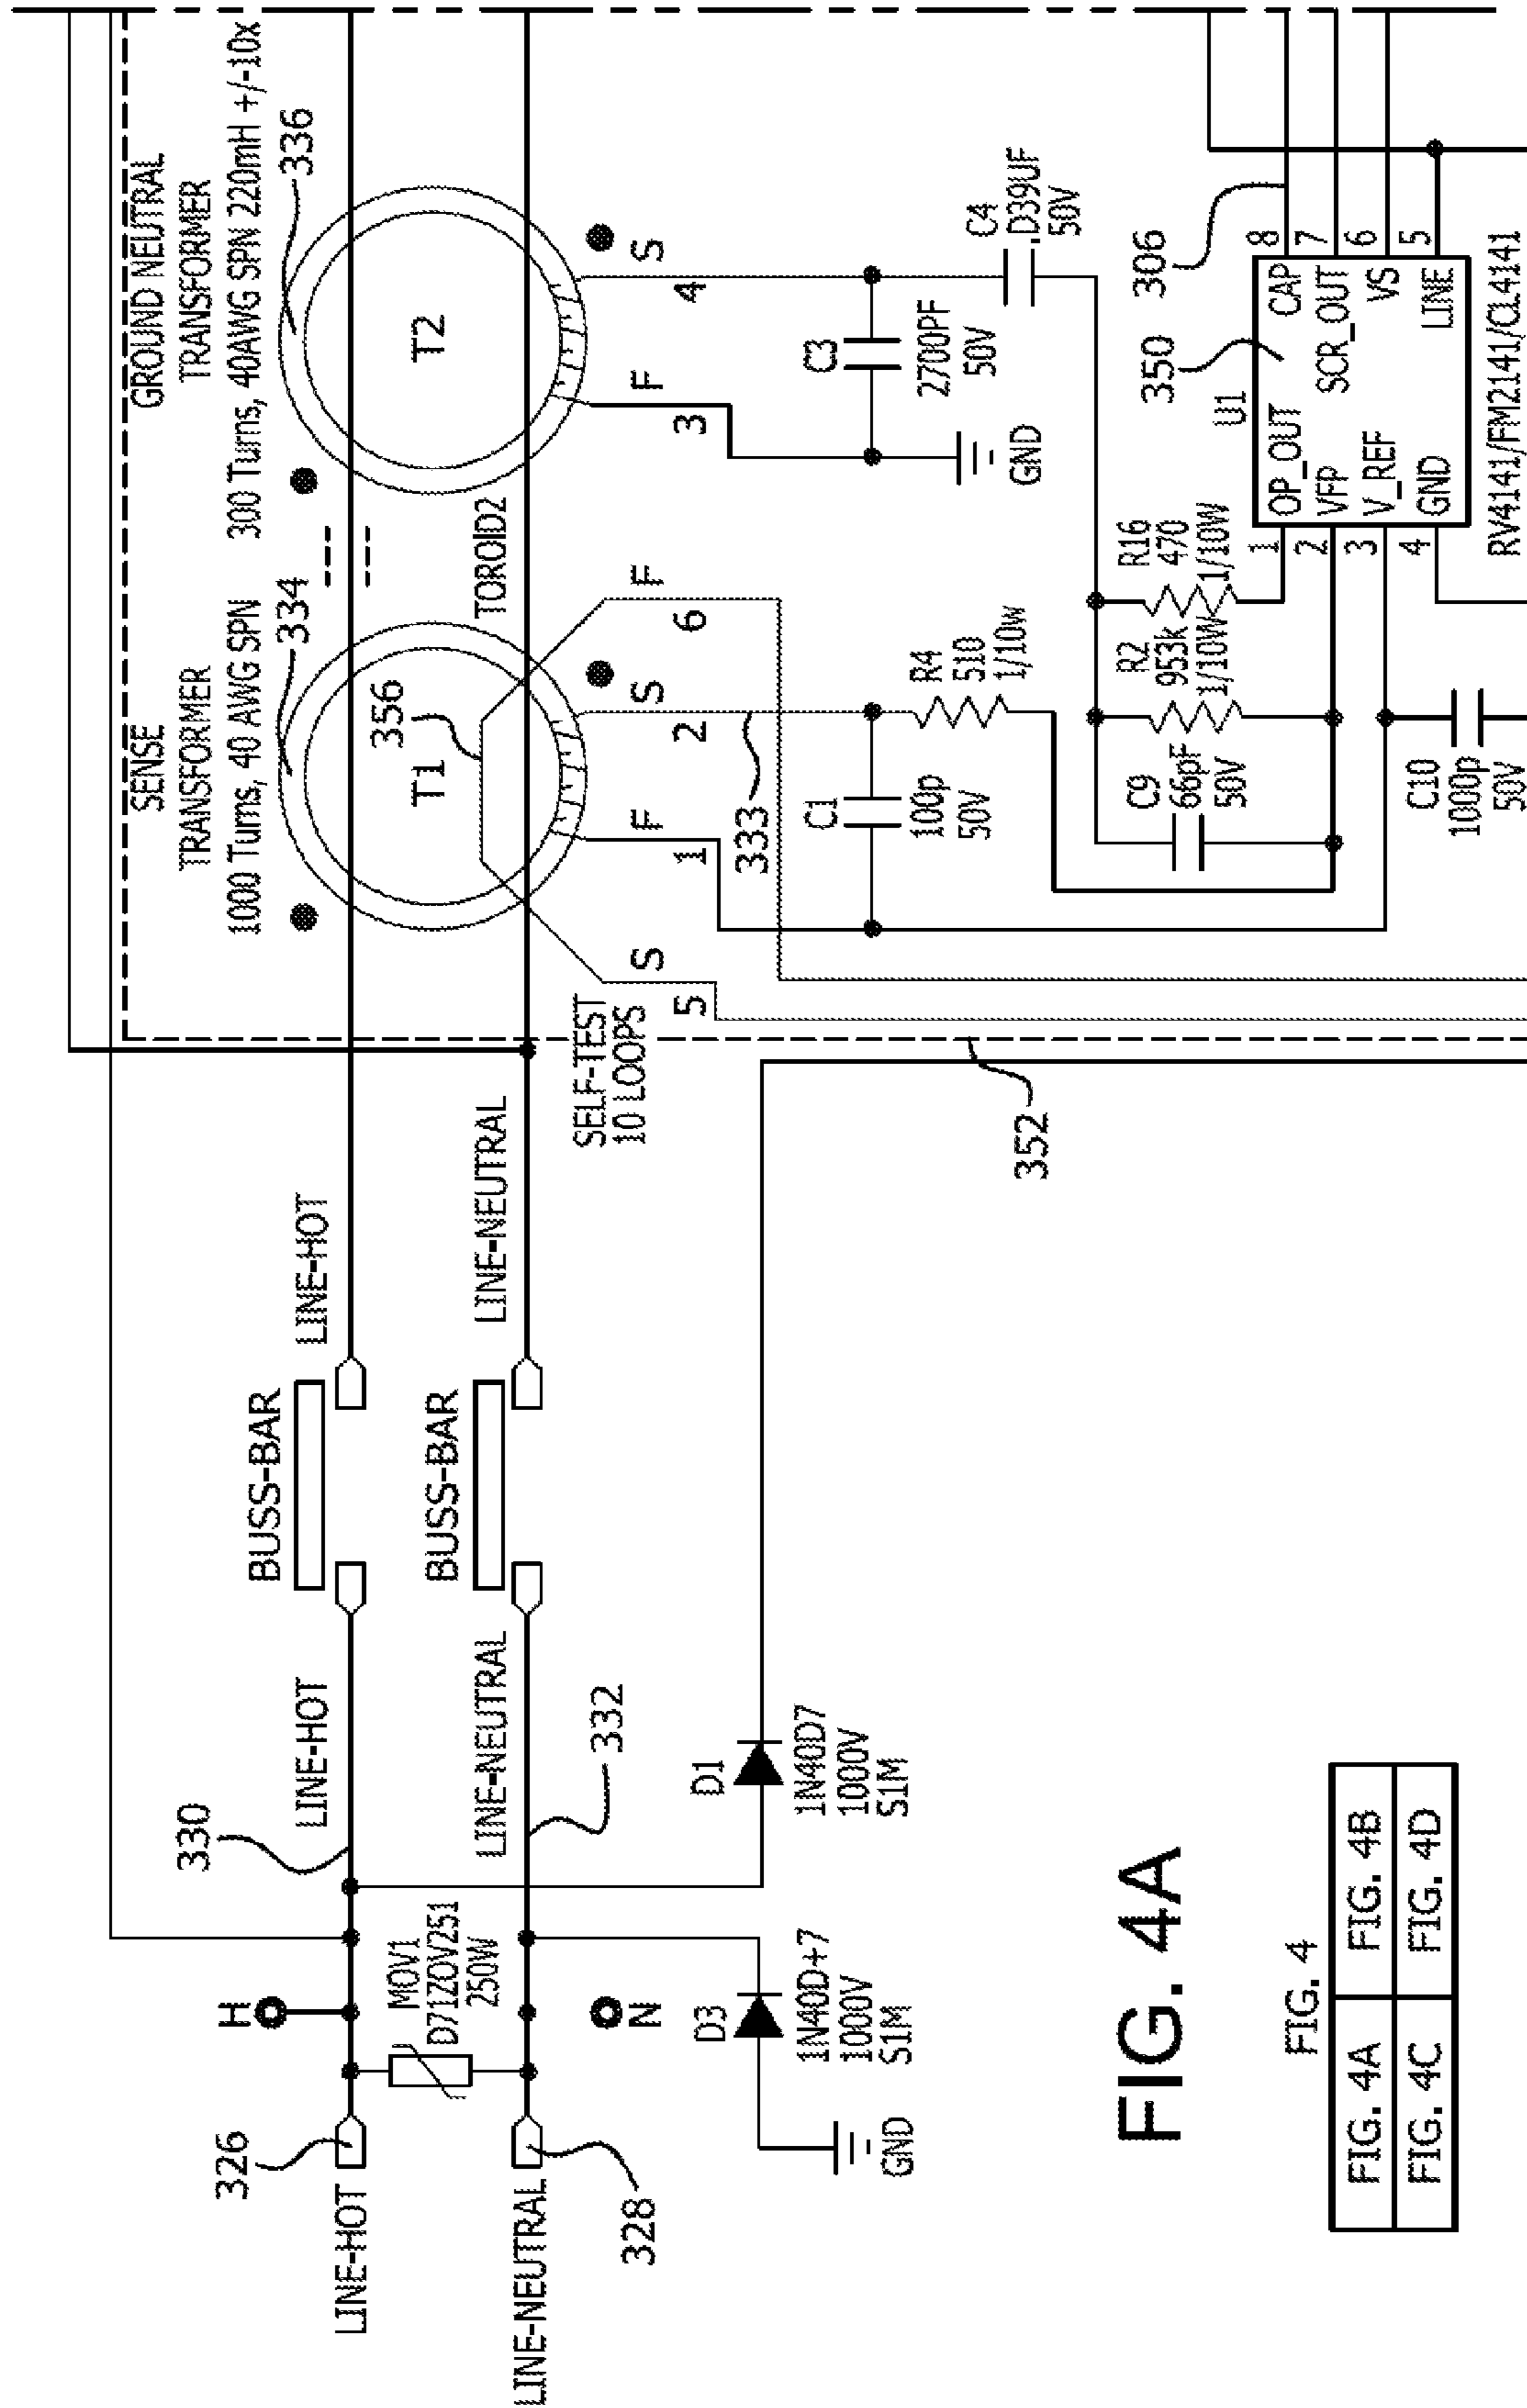 GROUND NEUTRAL
TRANSFORMER
300 Turns, 40AWG SPN 220mH +/-10x
336
SENSE
TRANSFORMER
1000 Turns, 40 AWG SPN
334
T2
T1
356
TOROID2
LINE-HOT
BUSS-BAR
LINE-HOT
330
H
326
LINE-HOT
LINE-NEUTRAL
BUSS-BAR
LINE-NEUTRAL
332
MOV1
D71ZOV251
250W
N
328
LINE-NEUTRAL
SELF-TEST
10 LOOPS
5
S
1
F
2
S
6
F
3
F
4
S
333
C1
100p
50V
R4
510
1/10w
C3
2700PF
50V
GND
C4
.D39UF
50V
D1
1N40D7
1000V
S1M
D3
1N40D+7
1000V
S1M
GND
352
C9
66pF
50V
R2
953k
1/10W
R16
470
1/10W
C10
1000p
50V
306
350
U1
1
OP_OUT
CAP
8
2
VFP
SCR_OUT
7
3
V_REF
VS
6
4
GND
LINE
5
RV4141/FM2141/CL4141
FIG. 4A
FIG. 4
FIG. 4A
FIG. 4B
FIG. 4C
FIG. 4D